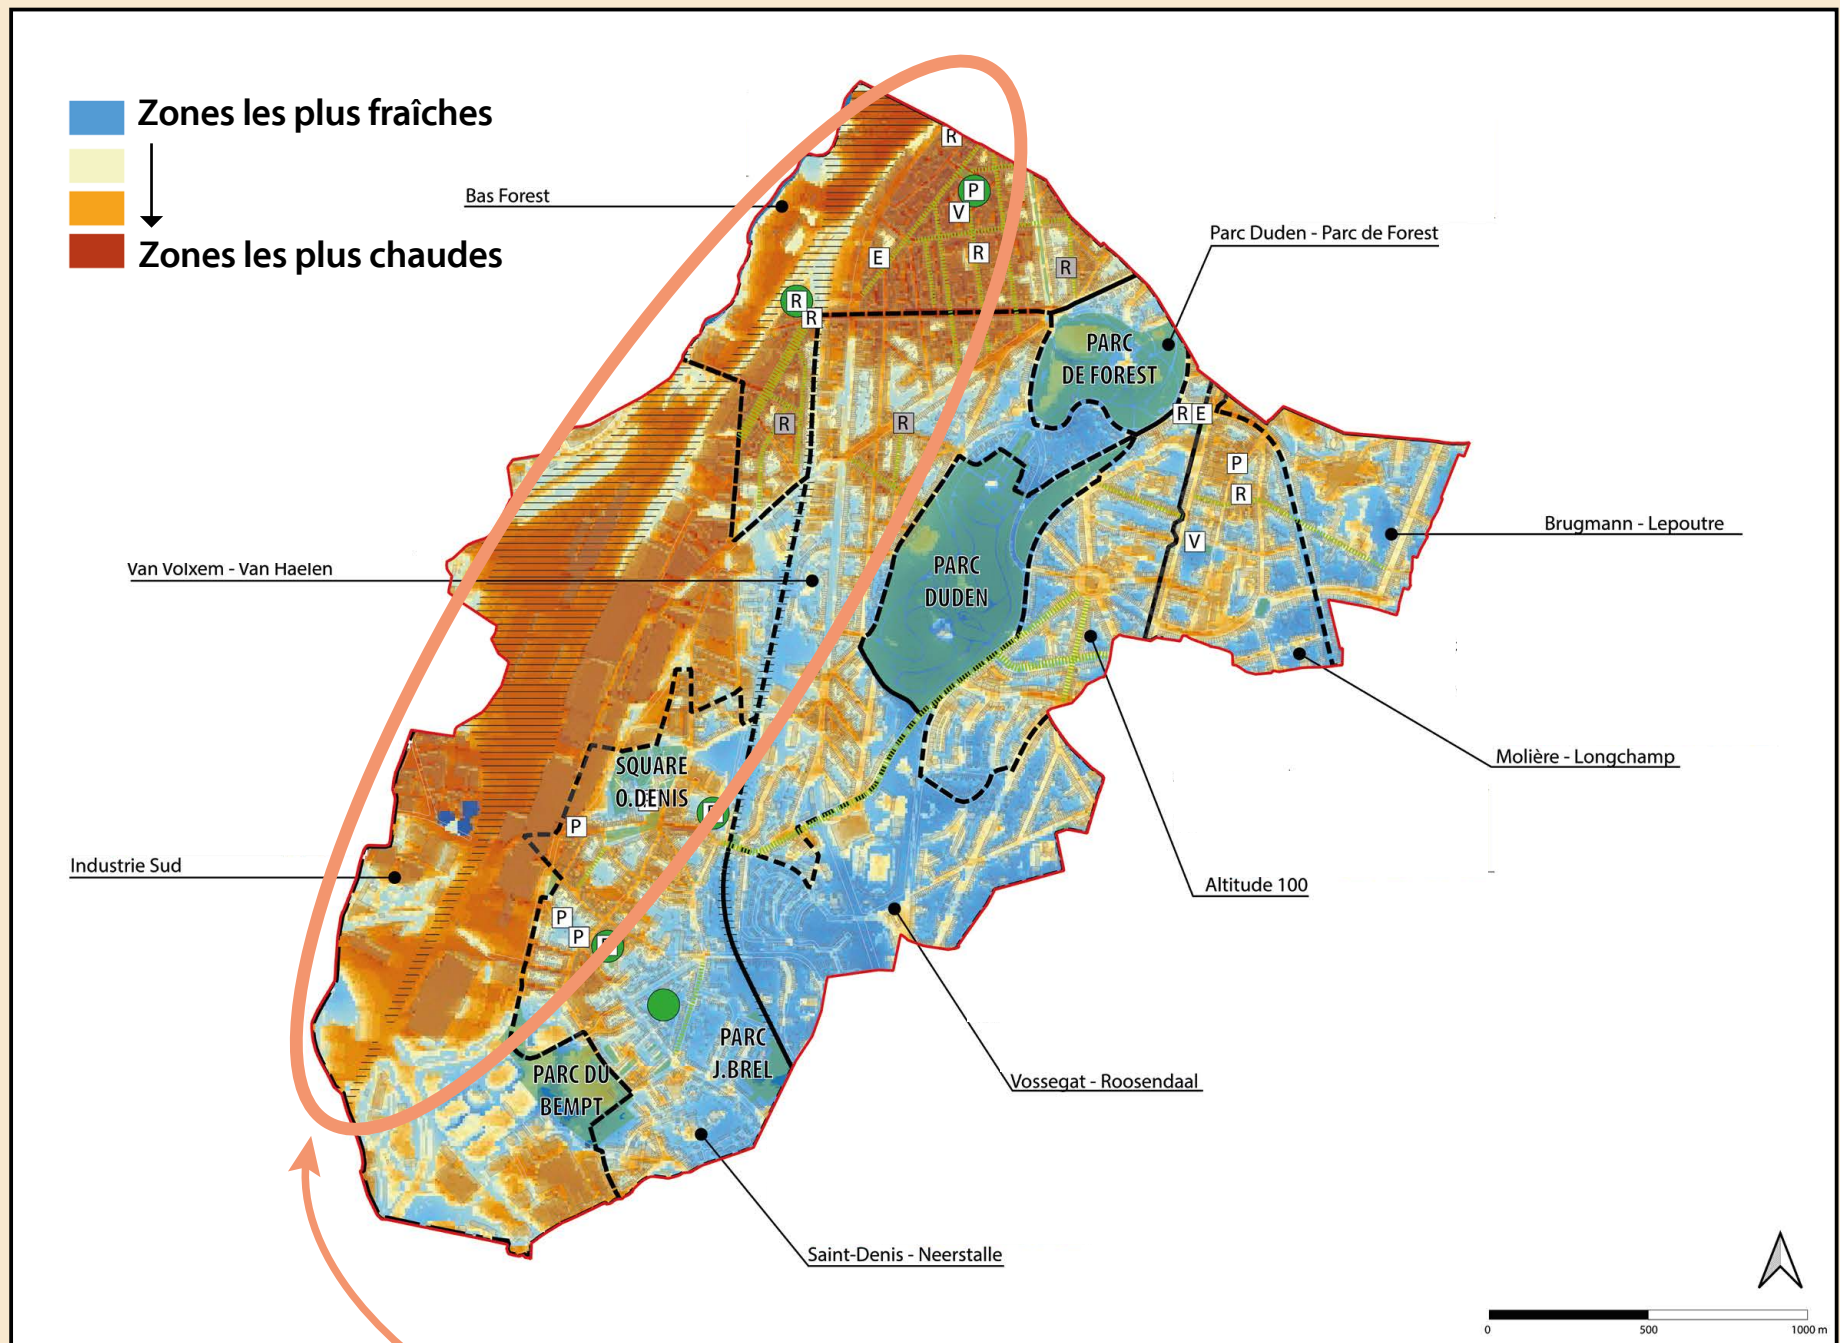 Zones les plus fraîches
Zones les plus chaudes
Bas Forest
R
P
V
E
R
R
Parc Duden - Parc de Forest
R
R
PARC
DE FOREST
R
R
R E
P
R
V
Brugmann - Lepoutre
Van Volxem - Van Haelen
PARC
DUDEN
Molière - Longchamp
SQUARE
O.DENIS
P
Industrie Sud
Altitude 100
P
P
PARC
J.BREL
PARC DU
BEMPT
Vossegat - Roosendaal
Saint-Denis - Neerstalle
0 500 1000 m